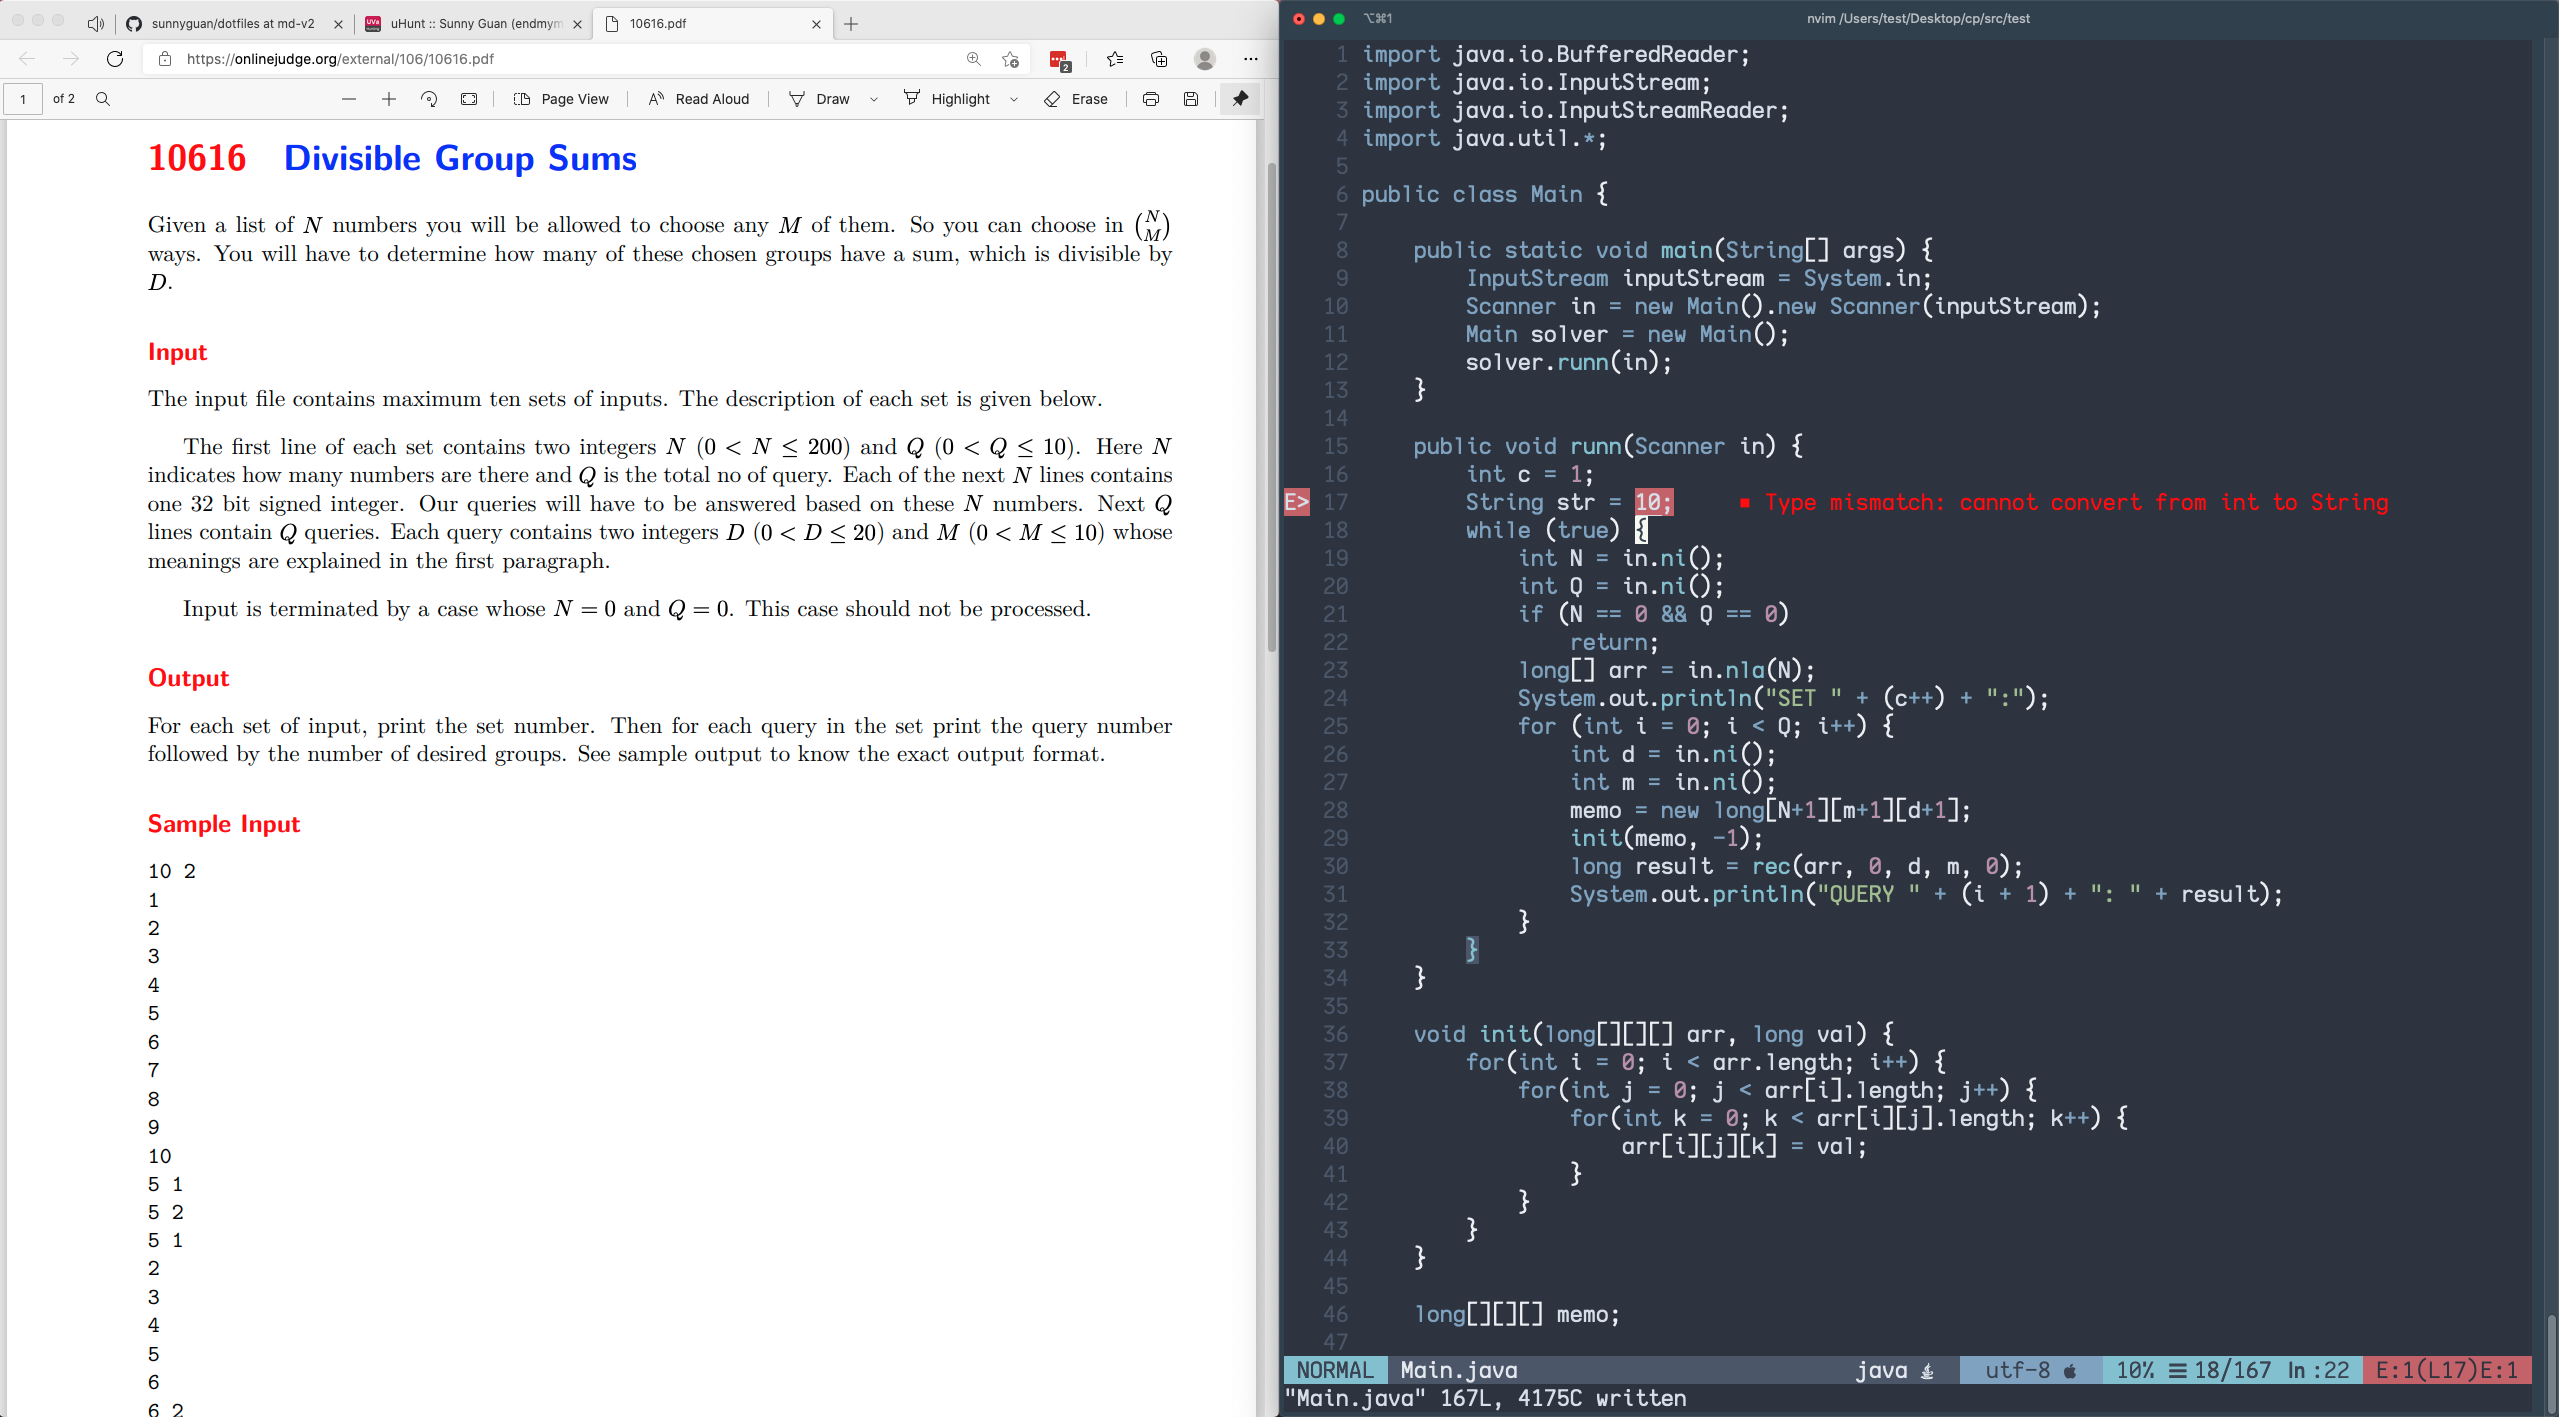 sunnyguan/dotfiles at md-v2
uHunt :: Sunny Guan (endmym
10616.pdf
https://onlinejudge.org/external/106/10616.pdf
2
1 of 2
Page View
Read Aloud
Draw
Highlight
Erase
10616 Divisible Group Sums
Given a list of N numbers you will be allowed to choose any M of them. So you can choose in (N M)
ways. You will have to determine how many of these chosen groups have a sum, which is divisible by
D.
Input
The input file contains maximum ten sets of inputs. The description of each set is given below.
The first line of each set contains two integers N (0 < N ≤ 200) and Q (0 < Q ≤ 10). Here N
indicates how many numbers are there and Q is the total no of query. Each of the next N lines contains
one 32 bit signed integer. Our queries will have to be answered based on these N numbers. Next Q
lines contain Q queries. Each query contains two integers D (0 < D ≤ 20) and M (0 < M ≤ 10) whose
meanings are explained in the first paragraph.
Input is terminated by a case whose N = 0 and Q = 0. This case should not be processed.
Output
For each set of input, print the set number. Then for each query in the set print the query number
followed by the number of desired groups. See sample output to know the exact output format.
Sample Input
10 2
1
2
3
4
5
6
7
8
9
10
5 1
5 2
5 1
2
3
4
5
6
6 2
⌥⌘1
nvim /Users/test/Desktop/cp/src/test
1 import java.io.BufferedReader;
2 import java.io.InputStream;
3 import java.io.InputStreamReader;
4 import java.util.*;
5
6 public class Main {
7
8     public static void main(String[] args) {
9         InputStream inputStream = System.in;
10         Scanner in = new Main().new Scanner(inputStream);
11         Main solver = new Main();
12         solver.runn(in);
13     }
14
15     public void runn(Scanner in) {
16         int c = 1;
E> 17         String str = 10;     ▪ Type mismatch: cannot convert from int to String
18         while (true) {
19             int N = in.ni();
20             int Q = in.ni();
21             if (N == 0 && Q == 0)
22                 return;
23             long[] arr = in.nla(N);
24             System.out.println("SET " + (c++) + ":");
25             for (int i = 0; i < Q; i++) {
26                 int d = in.ni();
27                 int m = in.ni();
28                 memo = new long[N+1][m+1][d+1];
29                 init(memo, -1);
30                 long result = rec(arr, 0, d, m, 0);
31                 System.out.println("QUERY " + (i + 1) + ": " + result);
32             }
33         }
34     }
35
36     void init(long[][][] arr, long val) {
37         for(int i = 0; i < arr.length; i++) {
38             for(int j = 0; j < arr[i].length; j++) {
39                 for(int k = 0; k < arr[i][j].length; k++) {
40                     arr[i][j][k] = val;
41                 }
42             }
43         }
44     }
45
46     long[][][] memo;
47
NORMAL Main.java java utf-8 10% ☰ 18/167 ln :22 E:1(L17)E:1
"Main.java" 167L, 4175C written